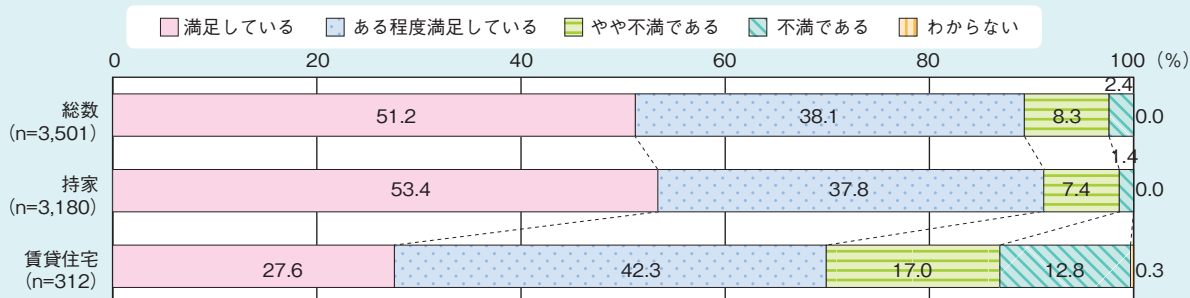 満足している ある程度満足している やや不満である 不満である わからない
0 20 40 60 80 100 (%)
総数
(n=3,501)
51.2 38.1 8.3 2.4 0.0
持家
(n=3,180)
53.4 37.8 7.4 1.4 0.0
賃貸住宅
(n=312)
27.6 42.3 17.0 12.8 0.3